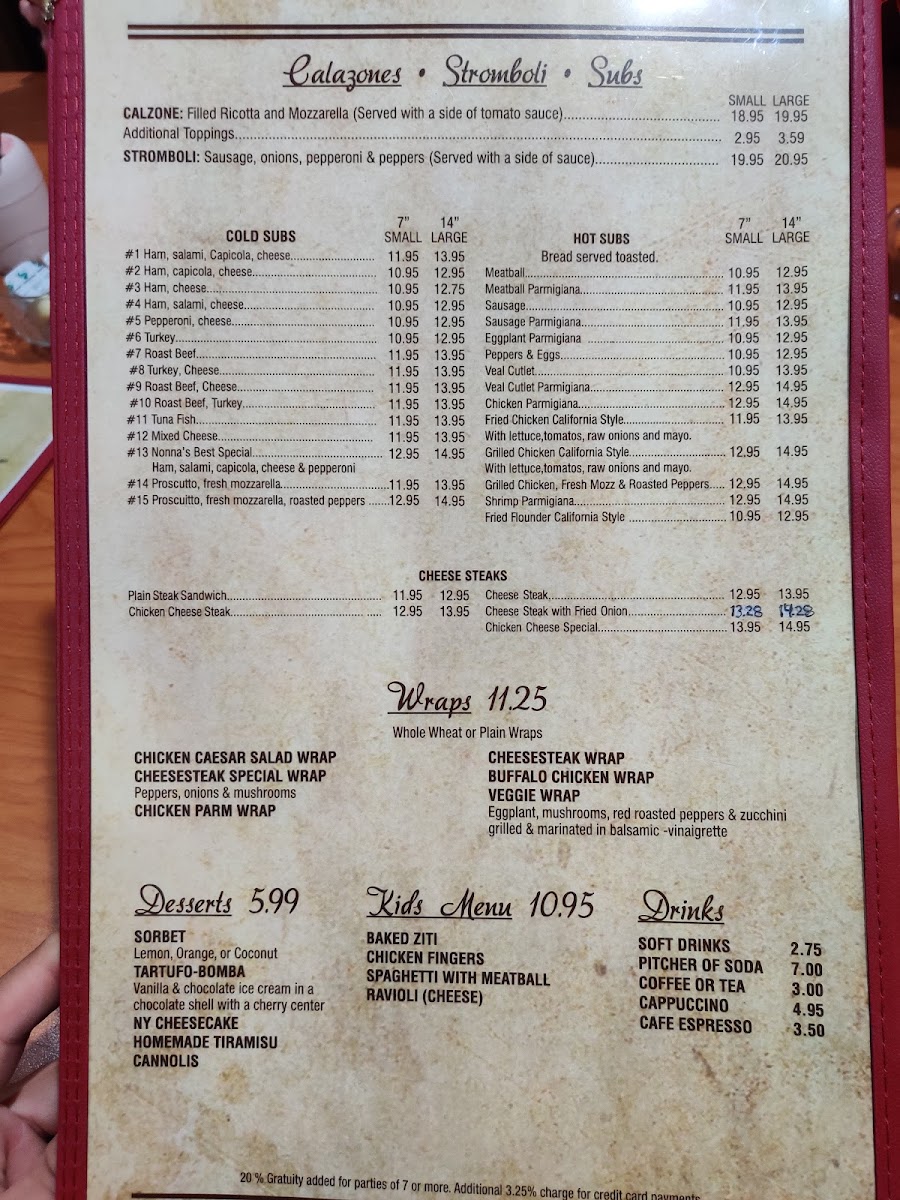 Calazones • Stromboli • Subs
SMALL LARGE
CALZONE: Filled Ricotta and Mozzarella (Served with a side of tomato sauce) 18.95 19.95
Additional Toppings 2.95 3.59
STROMBOLI: Sausage, onions, pepperoni & peppers (Served with a side of sauce) 19.95 20.95
7" 14"
COLD SUBS SMALL LARGE
#1 Ham, salami, Capicola, cheese 11.95 13.95
#2 Ham, capicola, cheese 10.95 12.95
#3 Ham, cheese 10.95 12.75
#4 Ham, salami, cheese 10.95 12.95
#5 Pepperoni, cheese 10.95 12.95
#6 Turkey 10.95 12.95
#7 Roast Beef 11.95 13.95
#8 Turkey, Cheese 11.95 13.95
#9 Roast Beef, Cheese 11.95 13.95
#10 Roast Beef, Turkey 11.95 13.95
#11 Tuna Fish 11.95 13.95
#12 Mixed Cheese 11.95 13.95
#13 Nonna's Best Special 12.95 14.95
Ham, salami, capicola, cheese & pepperoni
#14 Proscutto, fresh mozzarella 11.95 13.95
#15 Proscuitto, fresh mozzarella, roasted peppers 12.95 14.95
7" 14"
HOT SUBS SMALL LARGE
Bread served toasted.
Meatball 10.95 12.95
Meatball Parmigiana 11.95 13.95
Sausage 10.95 12.95
Sausage Parmigiana 11.95 13.95
Eggplant Parmigiana 10.95 12.95
Peppers & Eggs 10.95 12.95
Veal Cutlet 10.95 13.95
Veal Cutlet Parmigiana 12.95 14.95
Chicken Parmigiana 12.95 14.95
Fried Chicken California Style 11.95 13.95
With lettuce,tomatos, raw onions and mayo.
Grilled Chicken California Style 12.95 14.95
With lettuce,tomatos, raw onions and mayo.
Grilled Chicken, Fresh Mozz & Roasted Peppers 12.95 14.95
Shrimp Parmigiana 12.95 14.95
Fried Flounder California Style 10.95 12.95
CHEESE STEAKS
Plain Steak Sandwich 11.95 12.95
Chicken Cheese Steak 12.95 13.95
Cheese Steak 12.95 13.95
Cheese Steak with Fried Onion 13.28 14.28
Chicken Cheese Special 13.95 14.95
Wraps 11.25
Whole Wheat or Plain Wraps
CHICKEN CAESAR SALAD WRAP
CHEESESTEAK SPECIAL WRAP
Peppers, onions & mushrooms
CHICKEN PARM WRAP
CHEESESTEAK WRAP
BUFFALO CHICKEN WRAP
VEGGIE WRAP
Eggplant, mushrooms, red roasted peppers & zucchini
grilled & marinated in balsamic -vinaigrette
Desserts 5.99
SORBET
Lemon, Orange, or Coconut
TARTUFO-BOMBA
Vanilla & chocolate ice cream in a
chocolate shell with a cherry center
NY CHEESECAKE
HOMEMADE TIRAMISU
CANNOLIS
Kids Menu 10.95
BAKED ZITI
CHICKEN FINGERS
SPAGHETTI WITH MEATBALL
RAVIOLI (CHEESE)
Drinks
SOFT DRINKS 2.75
PITCHER OF SODA 7.00
COFFEE OR TEA 3.00
CAPPUCCINO 4.95
CAFE ESPRESSO 3.50
20 % Gratuity added for parties of 7 or more. Additional 3.25% charge for credit card payments